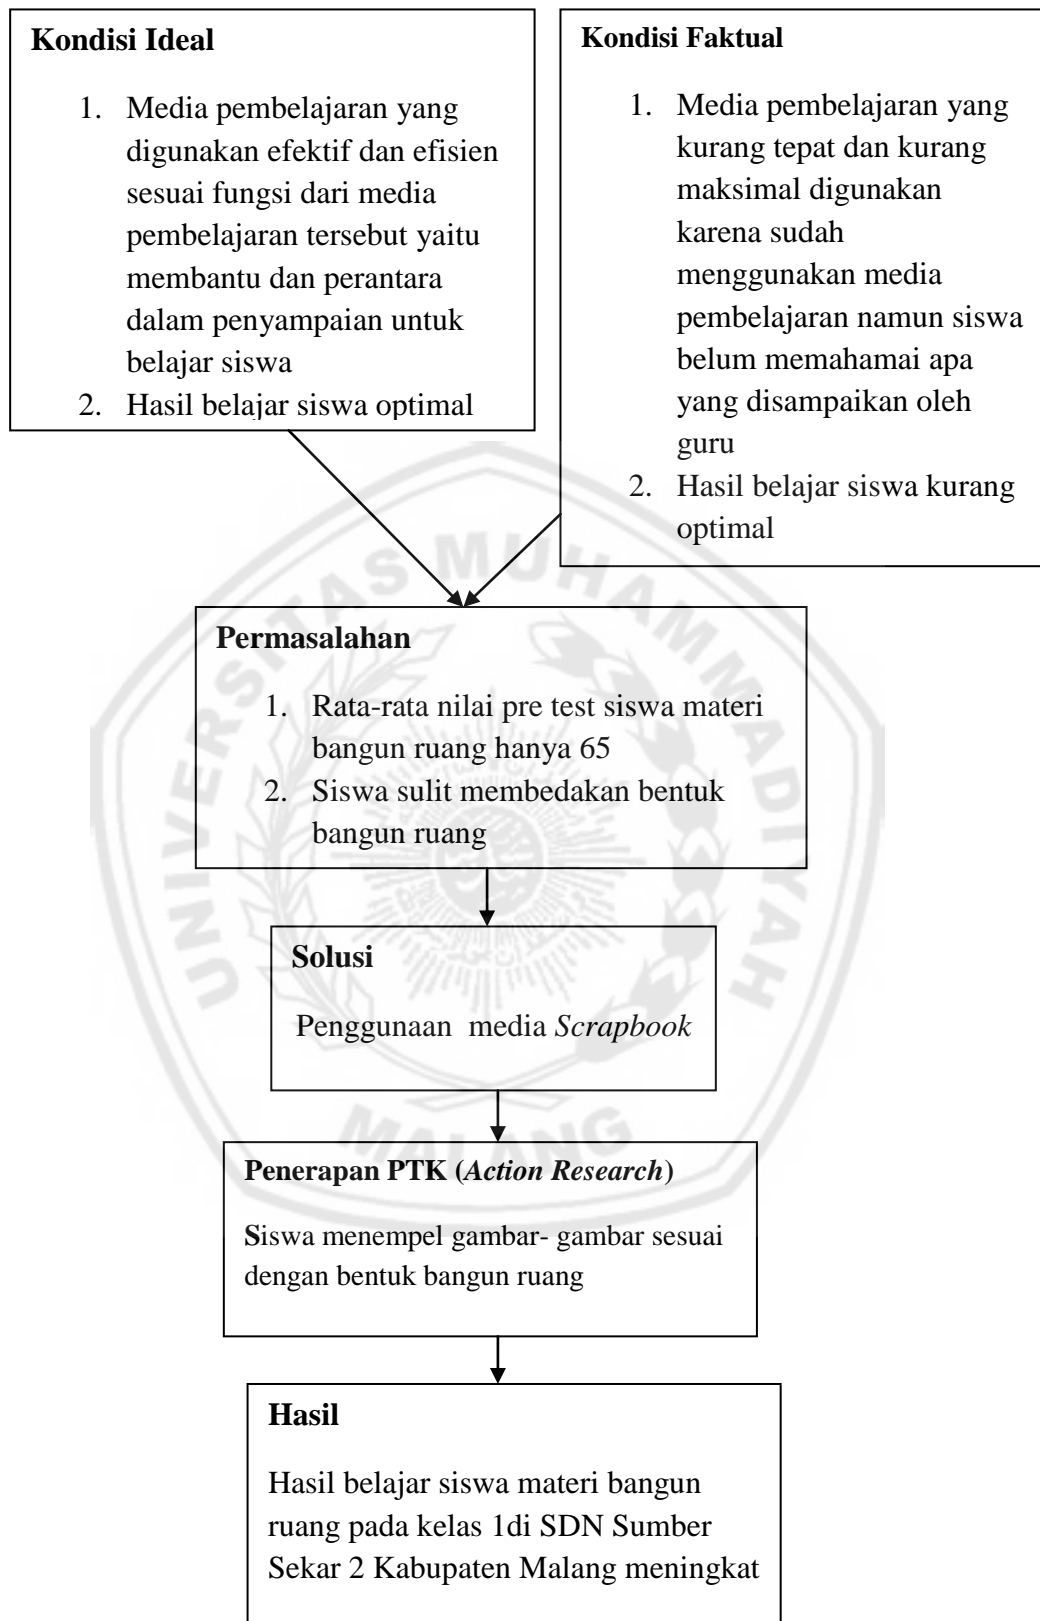 Kondisi Ideal
1. Media pembelajaran yang
digunakan efektif dan efisien
sesuai fungsi dari media
pembelajaran tersebut yaitu
membantu dan perantara
dalam penyampaian untuk
belajar siswa
2. Hasil belajar siswa optimal
Kondisi Faktual
1. Media pembelajaran yang
kurang tepat dan kurang
maksimal digunakan
karena sudah
menggunakan media
pembelajaran namun siswa
belum memahamai apa
yang disampaikan oleh
guru
2. Hasil belajar siswa kurang
optimal
Permasalahan
1. Rata-rata nilai pre test siswa materi
bangun ruang hanya 65
2. Siswa sulit membedakan bentuk
bangun ruang
Solusi
Penggunaan media Scrapbook
Penerapan PTK (Action Research)
Siswa menempel gambar- gambar sesuai
dengan bentuk bangun ruang
Hasil
Hasil belajar siswa materi bangun
ruang pada kelas 1di SDN Sumber
Sekar 2 Kabupaten Malang meningkat
UNIVERSITAS MUHAMMADIYAH
MALANG